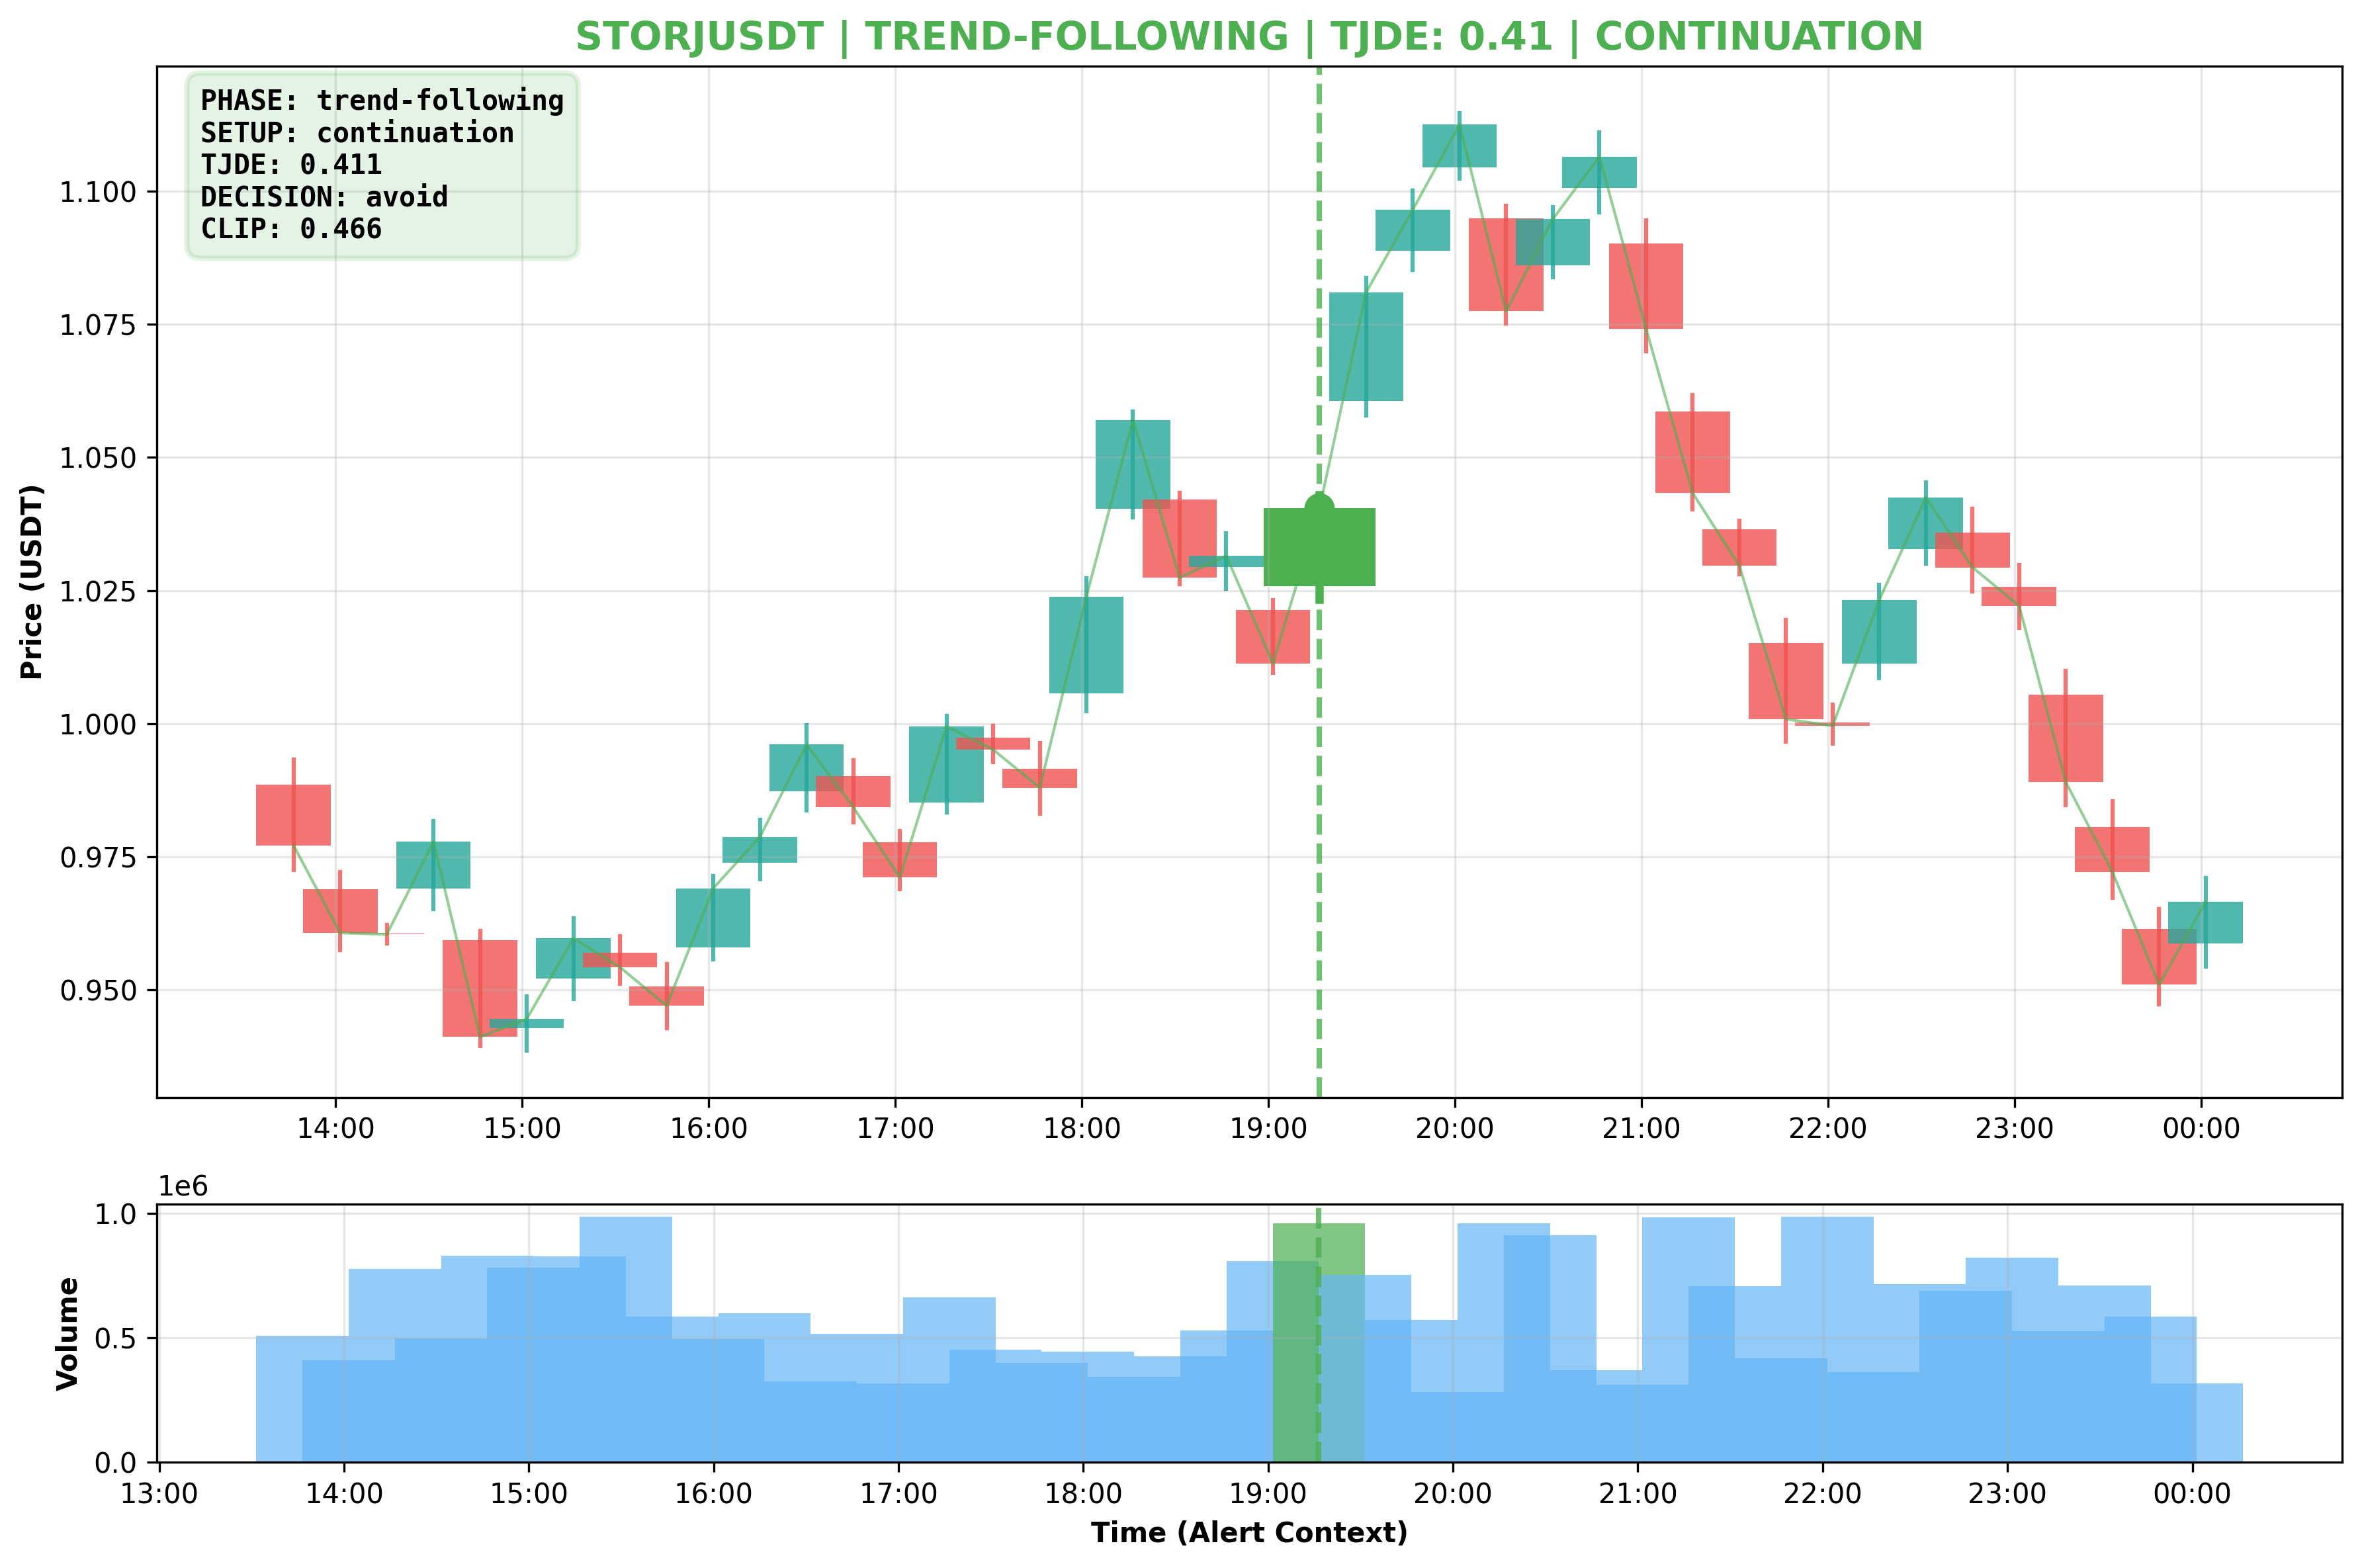 STORJUSDT | TREND-FOLLOWING | TJDE: 0.41 | CONTINUATION
PHASE: trend-following
SETUP: continuation
TJDE: 0.411
DECISION: avoid
CLIP: 0.466
Price (USDT)
1.100
1.075
1.050
1.025
1.000
0.975
0.950
14:00 15:00 16:00 17:00 18:00 19:00 20:00 21:00 22:00 23:00 00:00
1e6
Volume
1.0
0.5
0.0
13:00 14:00 15:00 16:00 17:00 18:00 19:00 20:00 21:00 22:00 23:00 00:00
Time (Alert Context)